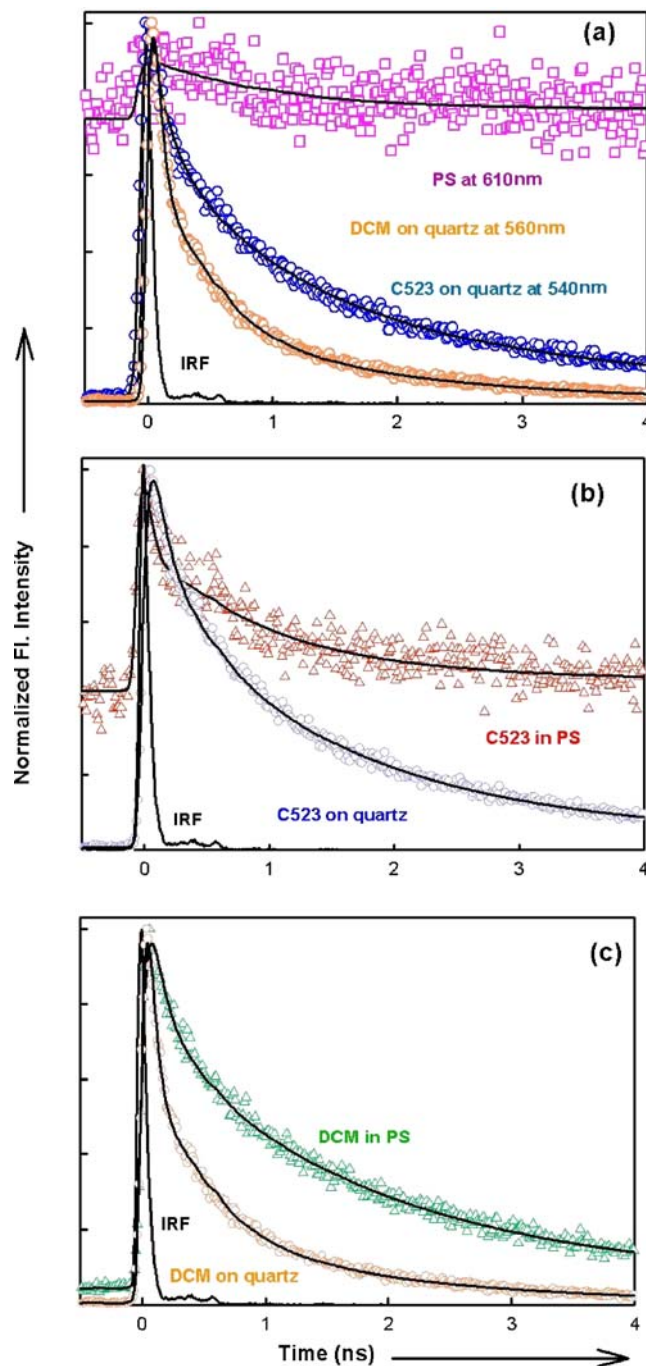 (a)
PS at 610nm
DCM on quartz at 560nm
C523 on quartz at 540nm
IRF
0 1 2 3 4
(b)
C523 in PS
C523 on quartz
IRF
0 1 2 3 4
(c)
DCM in PS
IRF
DCM on quartz
0 1 2 3 4
Time (ns)
Normalized Fl. Intensity